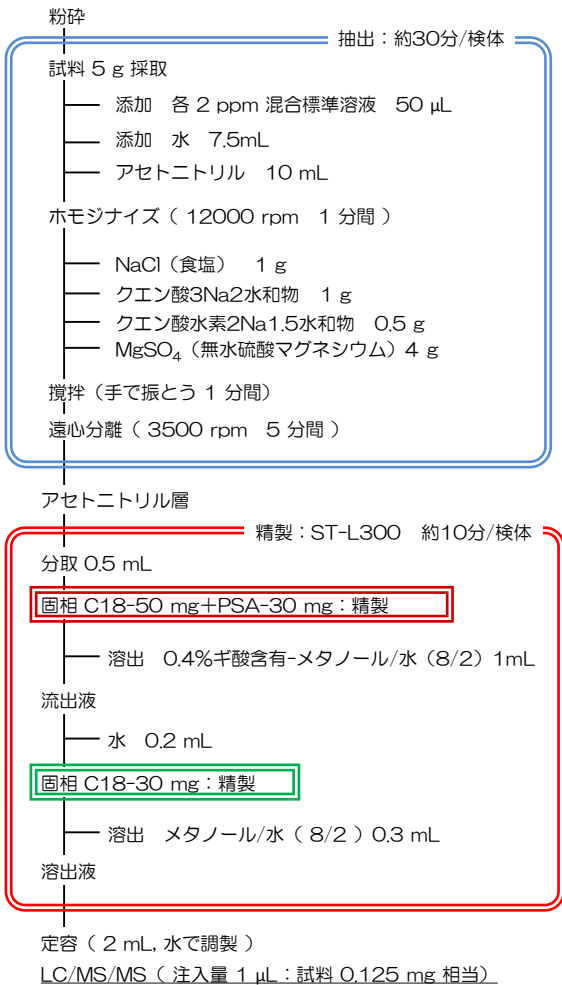 粉砕
抽出：約30分/検体
試料 5 g 採取
添加 各 2 ppm 混合標準溶液 50 μL
添加 水 7.5mL
アセトニトリル 10 mL
ホモジナイズ（ 12000 rpm 1 分間 ）
NaCl（食塩） 1 g
クエン酸3Na2水和物 1 g
クエン酸水素2Na1.5水和物 0.5 g
MgSO₄（無水硫酸マグネシウム）4 g
撹拌（手で振とう 1 分間）
遠心分離（ 3500 rpm 5 分間 ）
アセトニトリル層
精製：ST-L300 約10分/検体
分取 0.5 mL
固相 C18-50 mg＋PSA-30 mg：精製
溶出 0.4%ギ酸含有-メタノール/水（8/2）1mL
流出液
水 0.2 mL
固相 C18-30 mg：精製
溶出 メタノール/水（ 8/2 ）0.3 mL
溶出液
定容（ 2 mL, 水で調製 ）
LC/MS/MS（ 注入量 1 μL：試料 0.125 mg 相当）